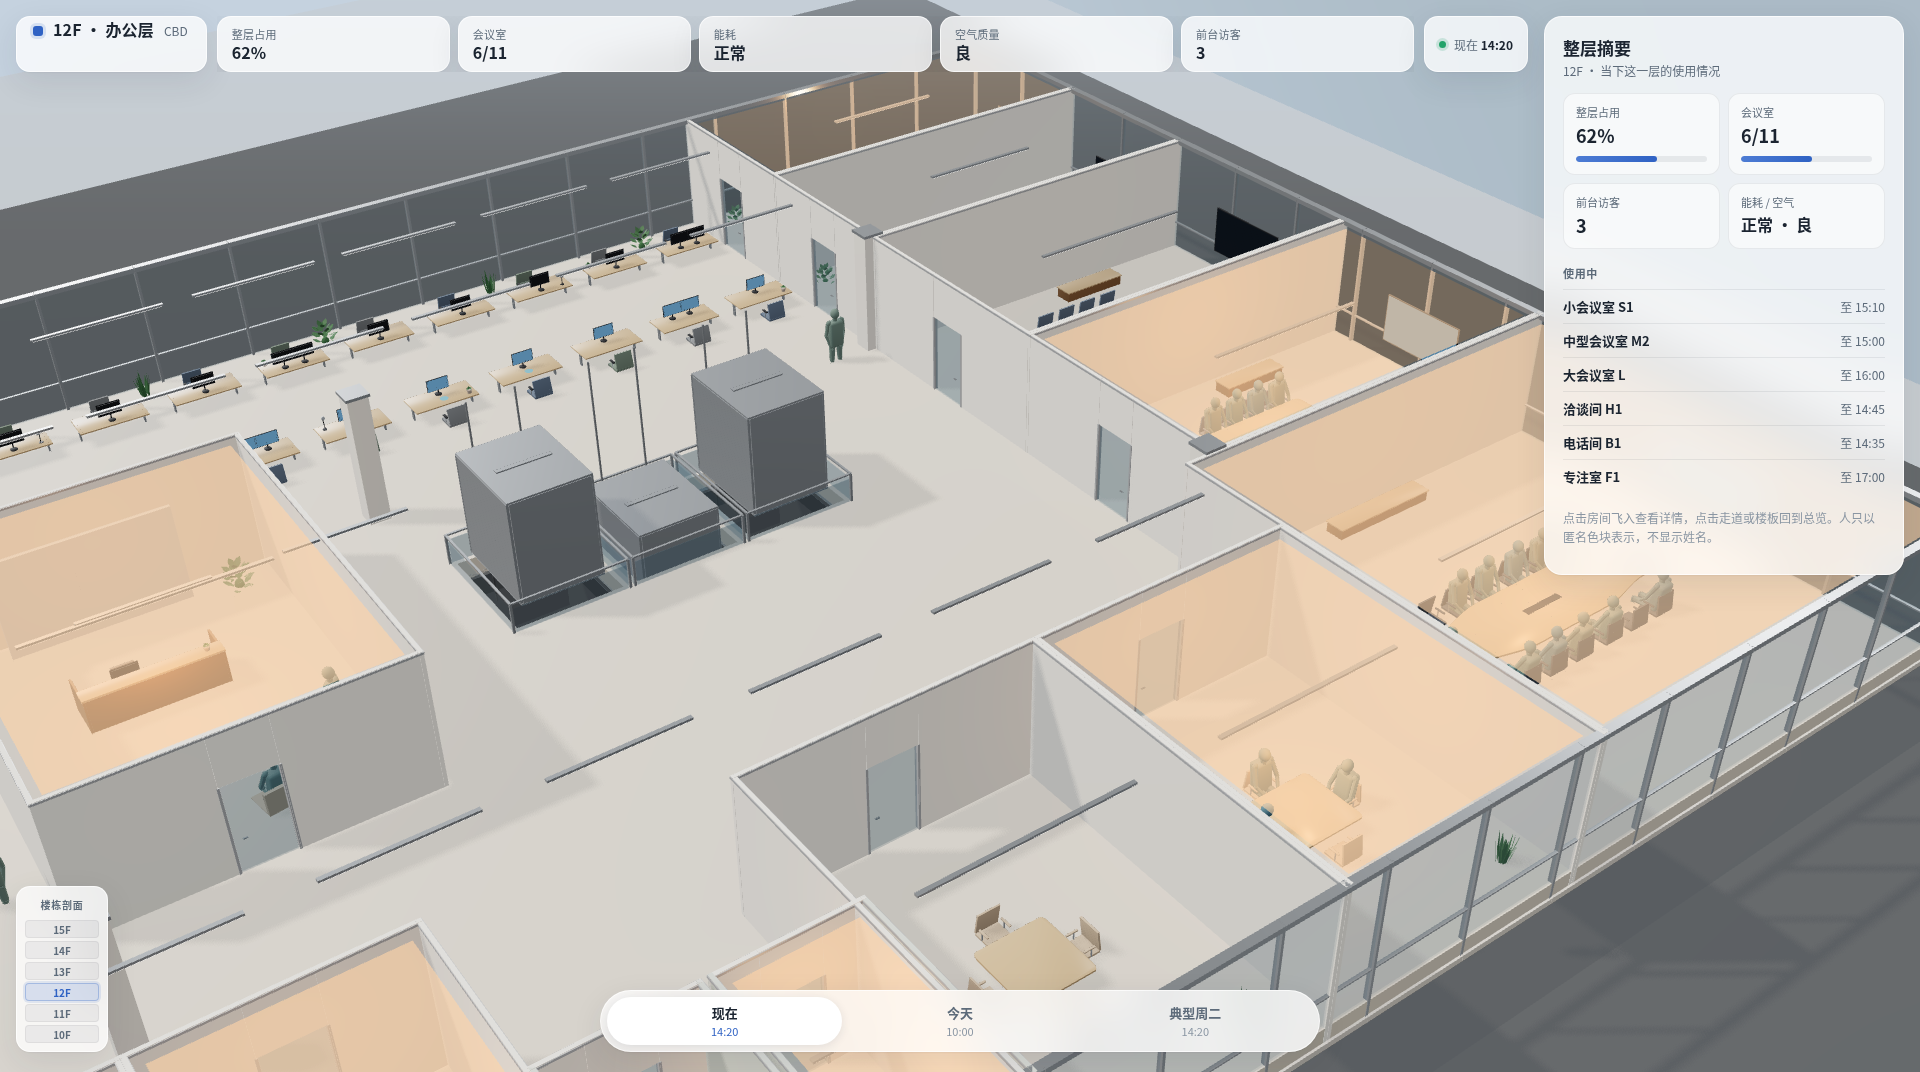 12F · 办公层 CBD
整层占用
62%
会议室
6/11
能耗
正常
空气质量
良
前台访客
3
现在 14:20
整层摘要
12F · 当下这一层的使用情况
整层占用
62%
会议室
6/11
前台访客
3
能耗 / 空气
正常 · 良
使用中
小会议室 S1 至 15:10
中型会议室 M2 至 15:00
大会议室 L 至 16:00
洽谈间 H1 至 14:45
电话间 B1 至 14:35
专注室 F1 至 17:00
点击房间飞入查看详情，点击走道或楼板回到总览。人只以
匿名色块表示，不显示姓名。
楼栋剖面
15F
14F
13F
12F
11F
10F
现在
14:20
今天
10:00
典型周二
14:20